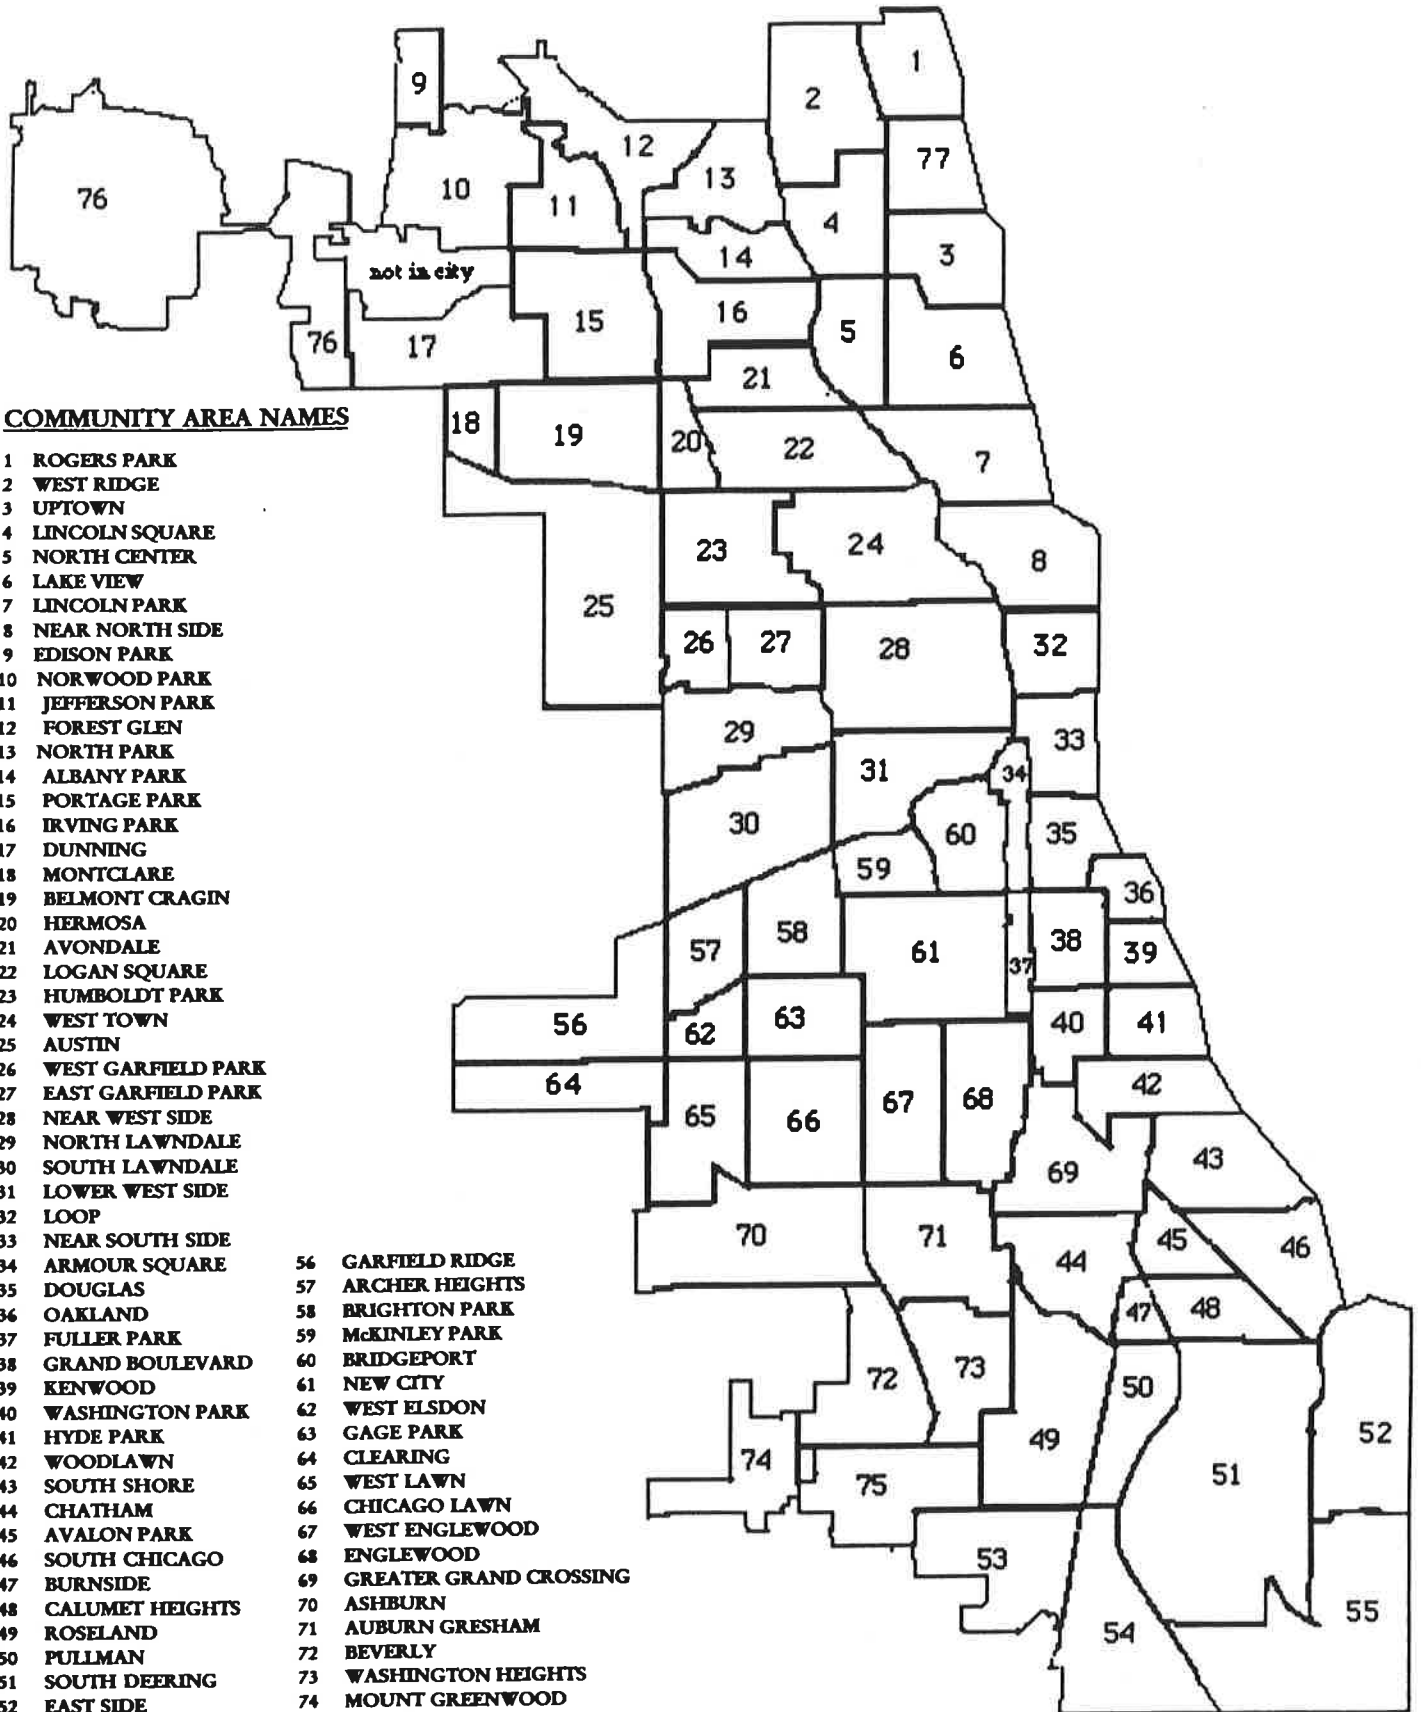 1
9
2
12
77
76
10
13
11
4
3
14
not in city
16
15
5
76
17
6
21
18
19
20
22
7
23
24
8
25
26
27
28
32
29
33
31
34
30
35
60
59
36
58
38
57
61
39
37
56
63
40
41
62
64
42
67
68
65
66
43
69
70
71
45
46
44
47
48
73
72
50
52
49
74
51
75
53
55
54
COMMUNITY AREA NAMES
1 ROGERS PARK
2 WEST RIDGE
3 UPTOWN
4 LINCOLN SQUARE
5 NORTH CENTER
6 LAKE VIEW
7 LINCOLN PARK
8 NEAR NORTH SIDE
9 EDISON PARK
10 NORWOOD PARK
11 JEFFERSON PARK
12 FOREST GLEN
13 NORTH PARK
14 ALBANY PARK
15 PORTAGE PARK
16 IRVING PARK
17 DUNNING
18 MONTCLARE
19 BELMONT CRAGIN
20 HERMOSA
21 AVONDALE
22 LOGAN SQUARE
23 HUMBOLDT PARK
24 WEST TOWN
25 AUSTIN
26 WEST GARFIELD PARK
27 EAST GARFIELD PARK
28 NEAR WEST SIDE
29 NORTH LAWNDALE
30 SOUTH LAWNDALE
31 LOWER WEST SIDE
32 LOOP
33 NEAR SOUTH SIDE
34 ARMOUR SQUARE
35 DOUGLAS
36 OAKLAND
37 FULLER PARK
38 GRAND BOULEVARD
39 KENWOOD
40 WASHINGTON PARK
41 HYDE PARK
42 WOODLAWN
43 SOUTH SHORE
44 CHATHAM
45 AVALON PARK
46 SOUTH CHICAGO
47 BURNSIDE
48 CALUMET HEIGHTS
49 ROSELAND
50 PULLMAN
51 SOUTH DEERING
52 EAST SIDE
56 GARFIELD RIDGE
57 ARCHER HEIGHTS
58 BRIGHTON PARK
59 McKINLEY PARK
60 BRIDGEPORT
61 NEW CITY
62 WEST ELSDON
63 GAGE PARK
64 CLEARING
65 WEST LAWN
66 CHICAGO LAWN
67 WEST ENGLEWOOD
68 ENGLEWOOD
69 GREATER GRAND CROSSING
70 ASHBURN
71 AUBURN GRESHAM
72 BEVERLY
73 WASHINGTON HEIGHTS
74 MOUNT GREENWOOD